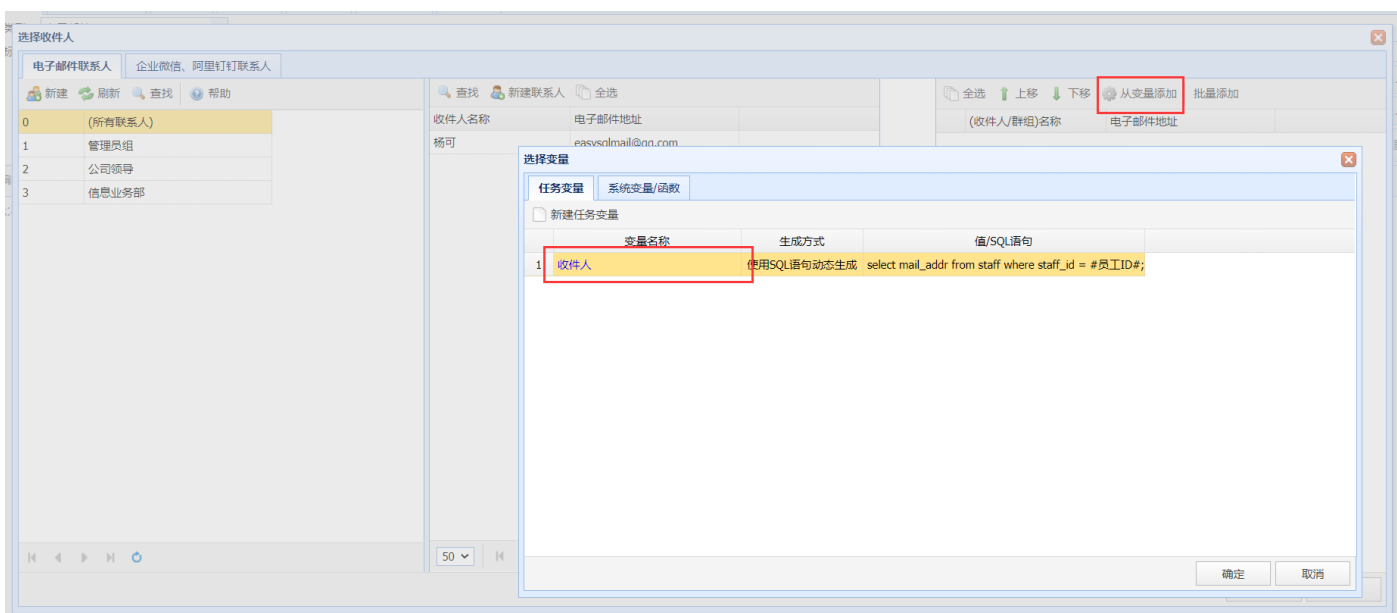 选择收件人
电子邮件联系人 企业微信、阿里钉钉联系人
新建 刷新 查找 帮助
查找 新建联系人 全选
全选 上移 下移 从变量添加 批量添加
0 (所有联系人)
1 管理员组
2 公司领导
3 信息业务部
收件人名称 电子邮件地址
杨可 easysqlmail@qq.com
(收件人/群组)名称 电子邮件地址
选择变量
任务变量 系统变量/函数
新建任务变量
变量名称 生成方式 值/SQL语句
1 收件人 使用SQL语句动态生成 select mail_addr from staff where staff_id = #员工ID#;
50
确定 取消